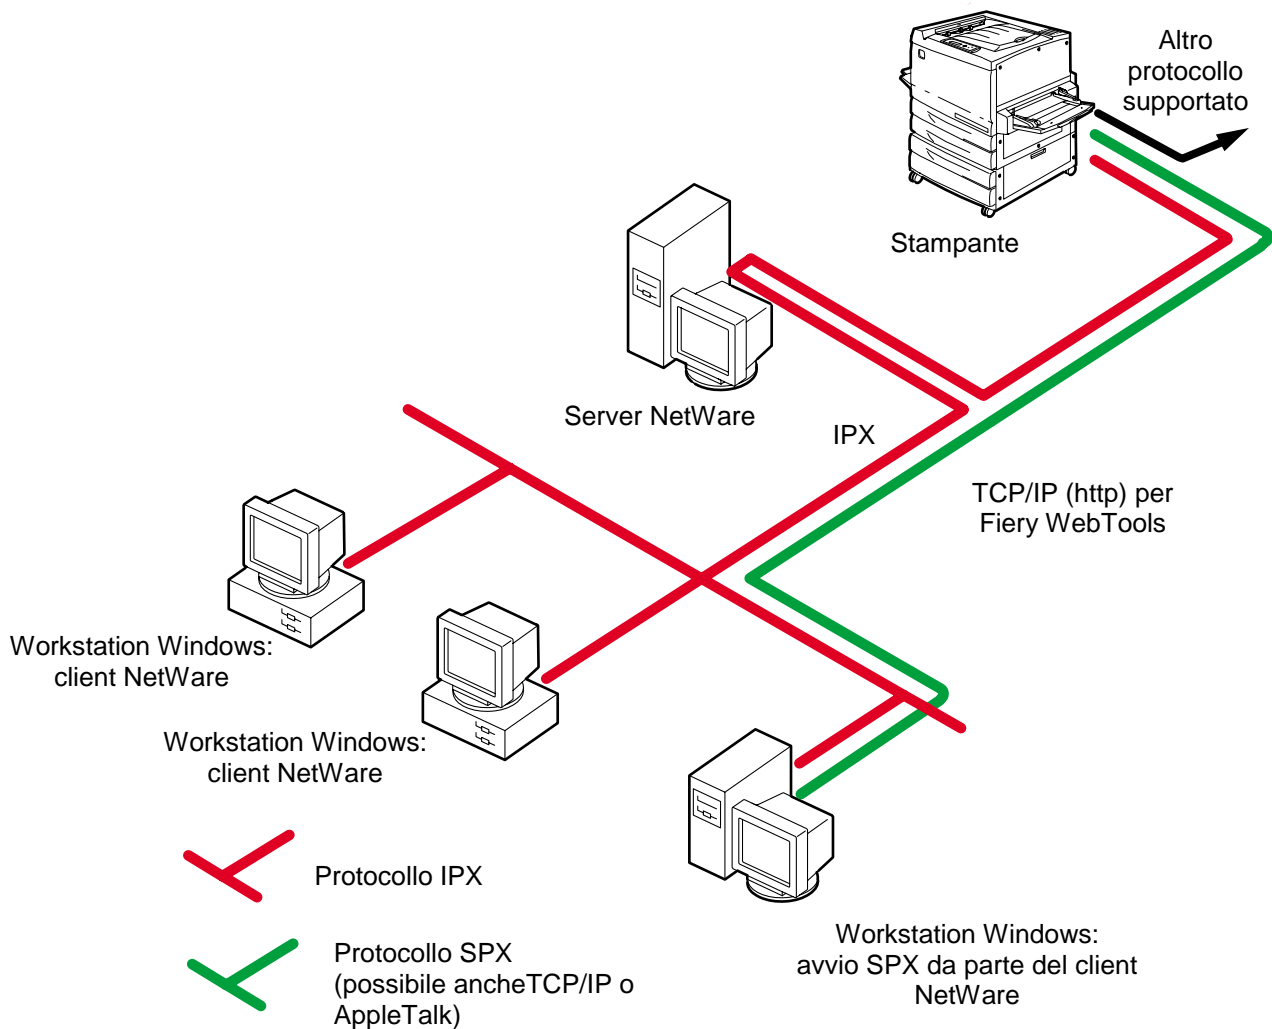 Altro
protocollo
supportato
Stampante
Server NetWare
IPX
TCP/IP (http) per
Fiery WebTools
Workstation Windows:
client NetWare
Workstation Windows:
client NetWare
Protocollo IPX
Protocollo SPX
(possibile ancheTCP/IP o
AppleTalk)
Workstation Windows:
avvio SPX da parte del client
NetWare